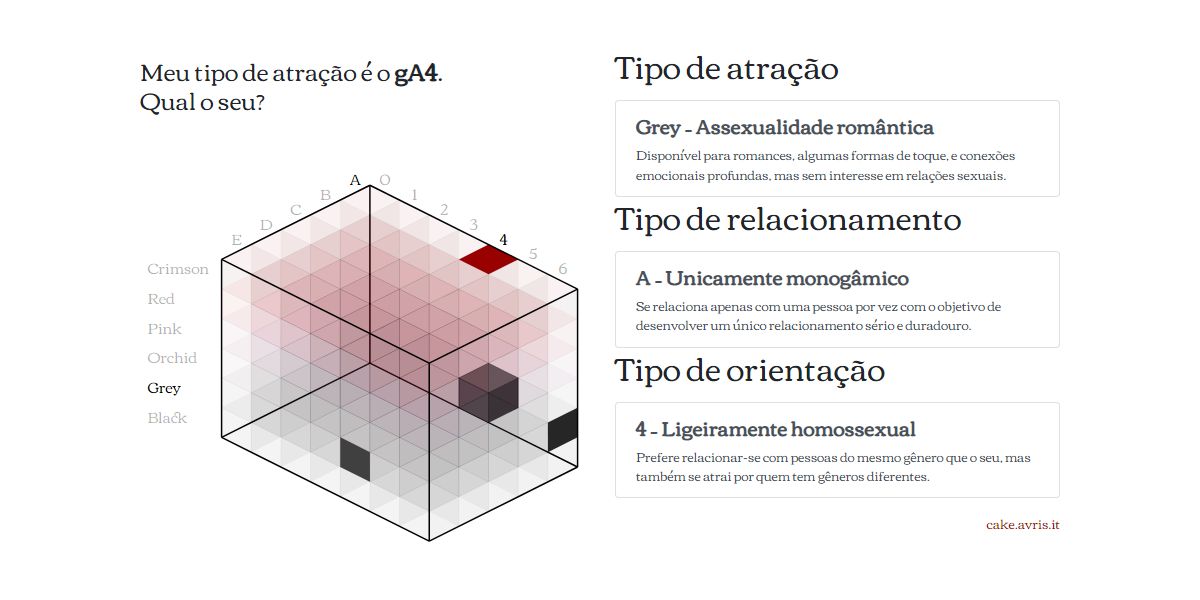 Meu tipo de atração é o gA4.
Qual o seu?
A
B
C
D
E
0
1
2
3
4
5
6
Crimson
Red
Pink
Orchid
Grey
Black
Tipo de atração
Grey - Assexualidade romântica
Disponível para romances, algumas formas de toque, e conexões
emocionais profundas, mas sem interesse em relações sexuais.
Tipo de relacionamento
A - Unicamente monogâmico
Se relaciona apenas com uma pessoa por vez com o objetivo de
desenvolver um único relacionamento sério e duradouro.
Tipo de orientação
4 - Ligeiramente homossexual
Prefere relacionar-se com pessoas do mesmo gênero que o seu, mas
também se atrai por quem tem gêneros diferentes.
cake.avris.it